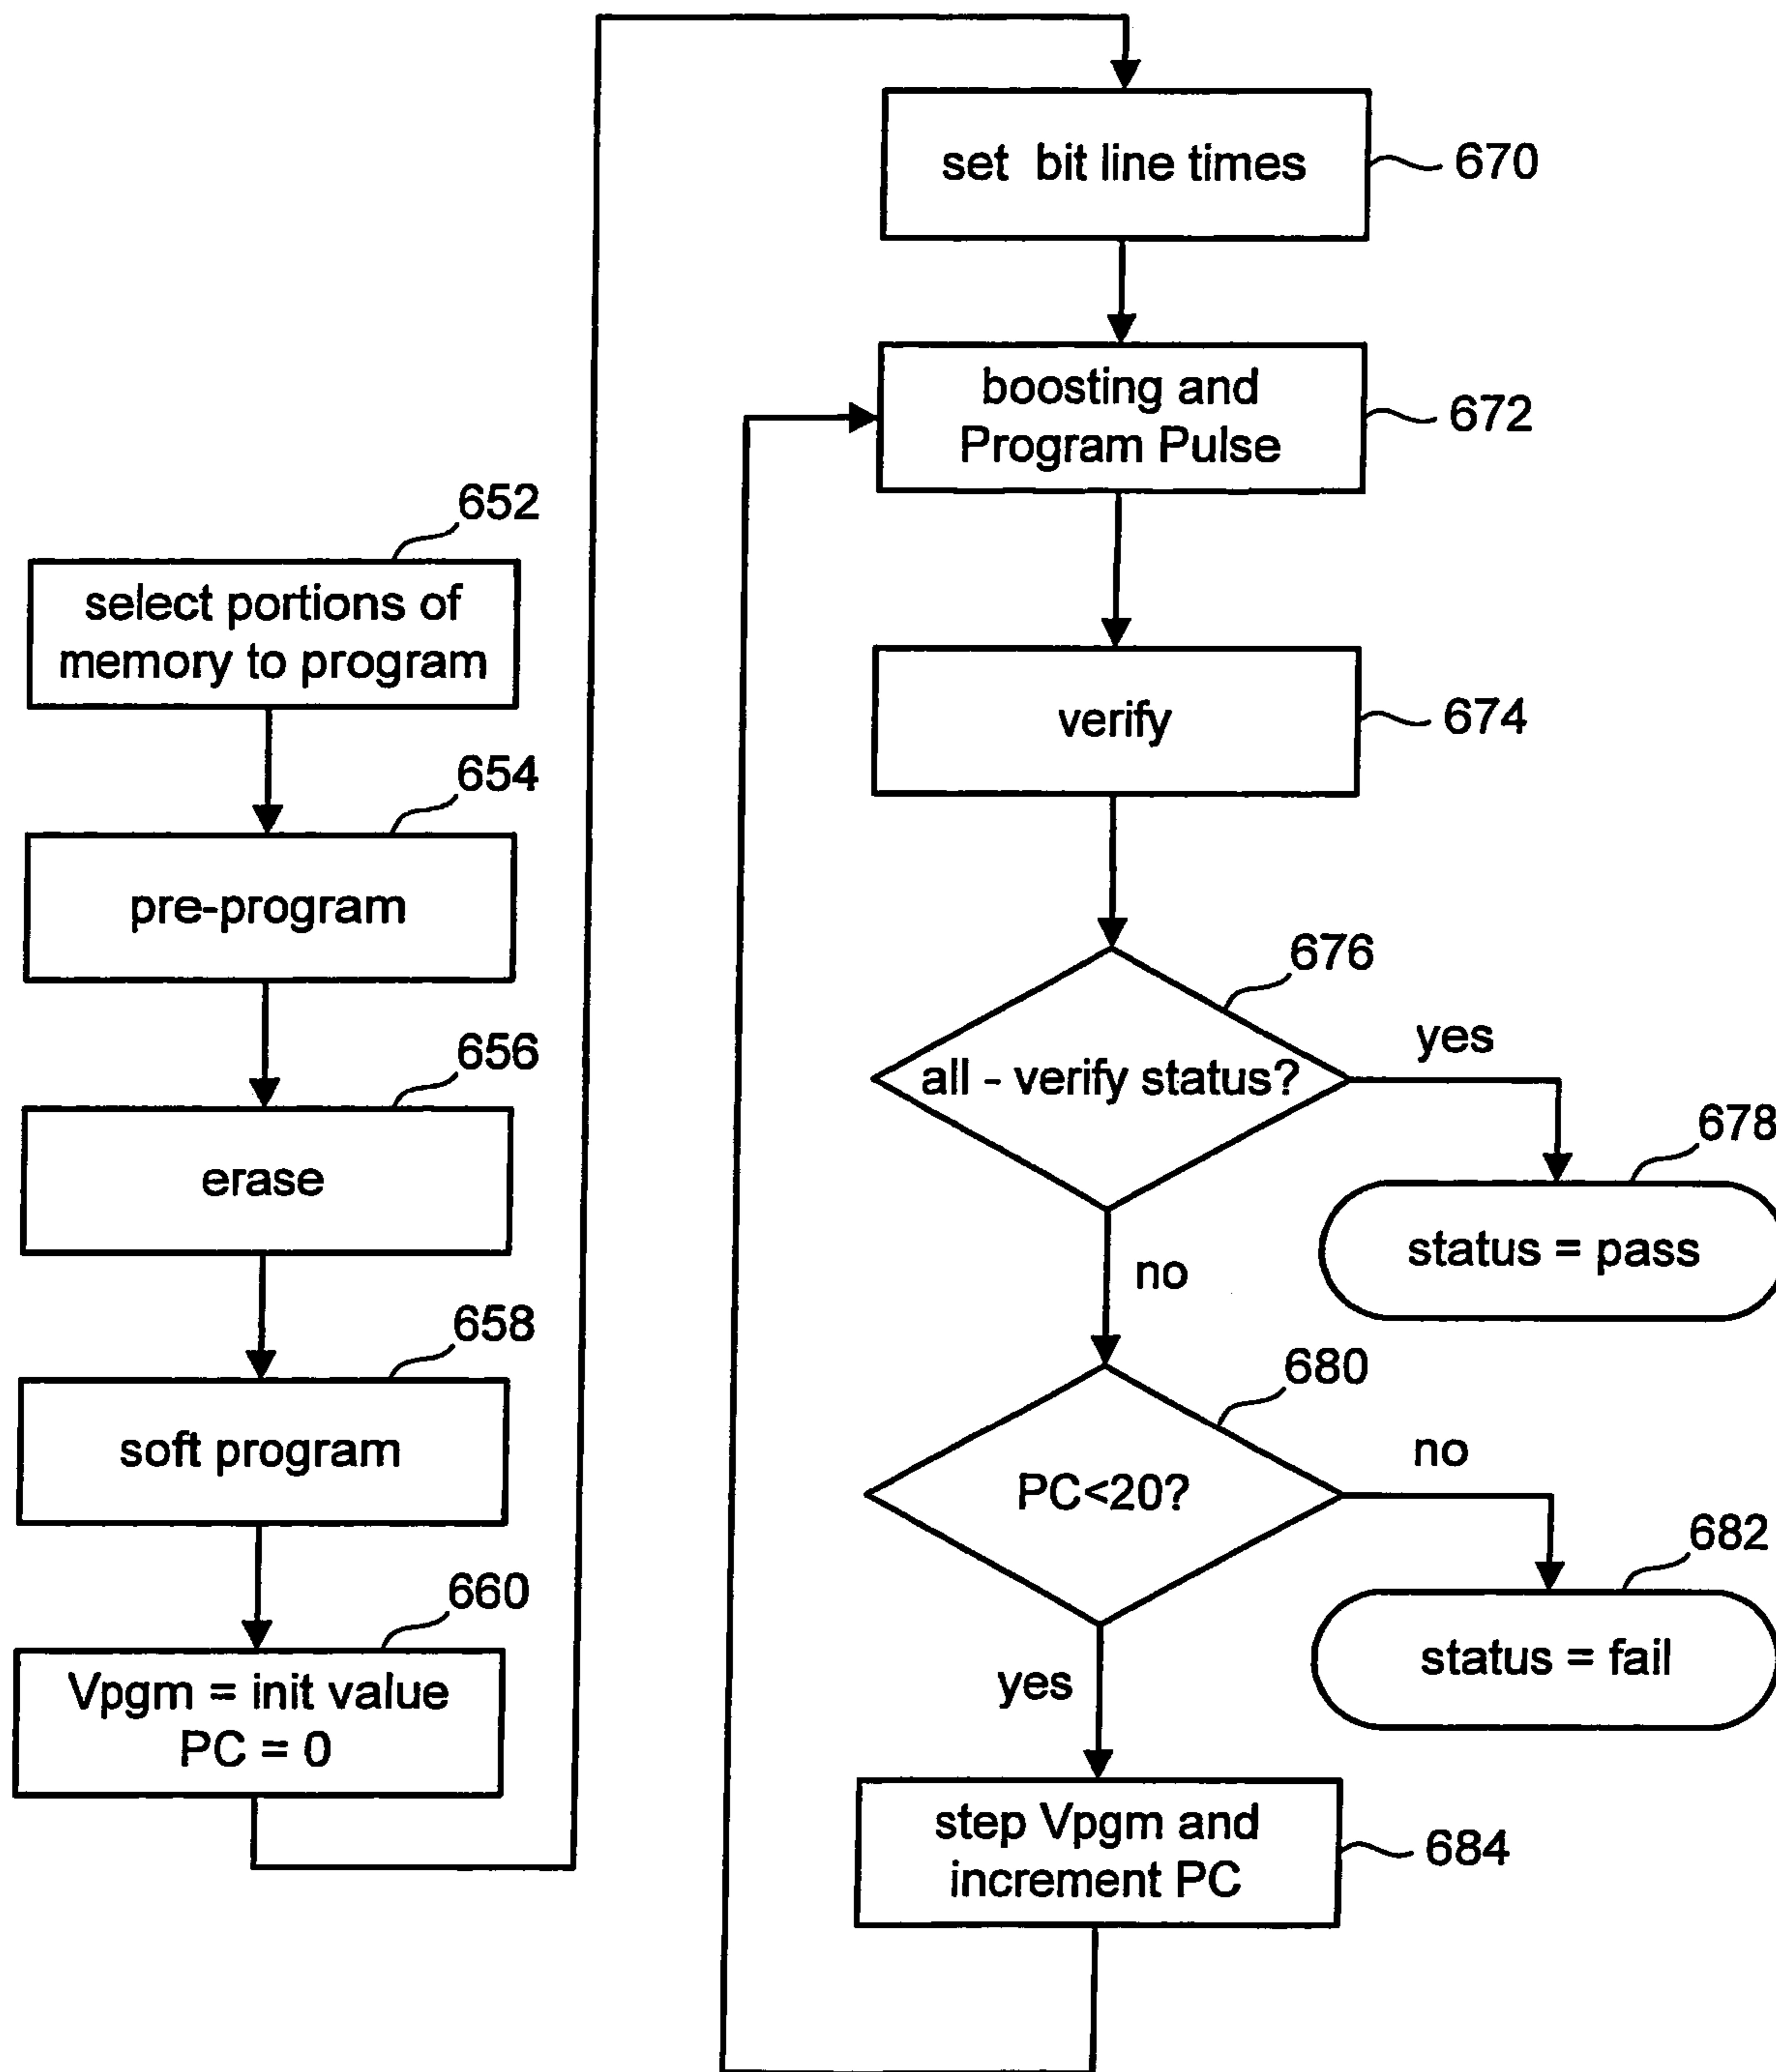 652
select portions of
memory to program
654
pre-program
656
erase
658
soft program
660
Vpgm = init value
PC = 0
set bit line times
670
boosting and
Program Pulse
672
verify
674
676
all - verify status?
yes
678
status = pass
no
680
PC<20?
no
682
status = fail
yes
step Vpgm and
increment PC
684